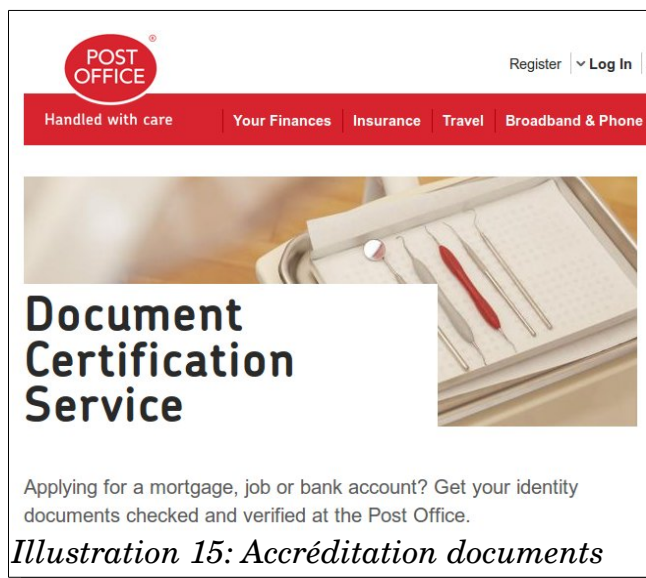 POST
OFFICE
®
Register Log In
Handled with care Your Finances Insurance Travel Broadband & Phone
Document
Certification
Service
Applying for a mortgage, job or bank account? Get your identity
documents checked and verified at the Post Office.
Illustration 15: Accréditation documents